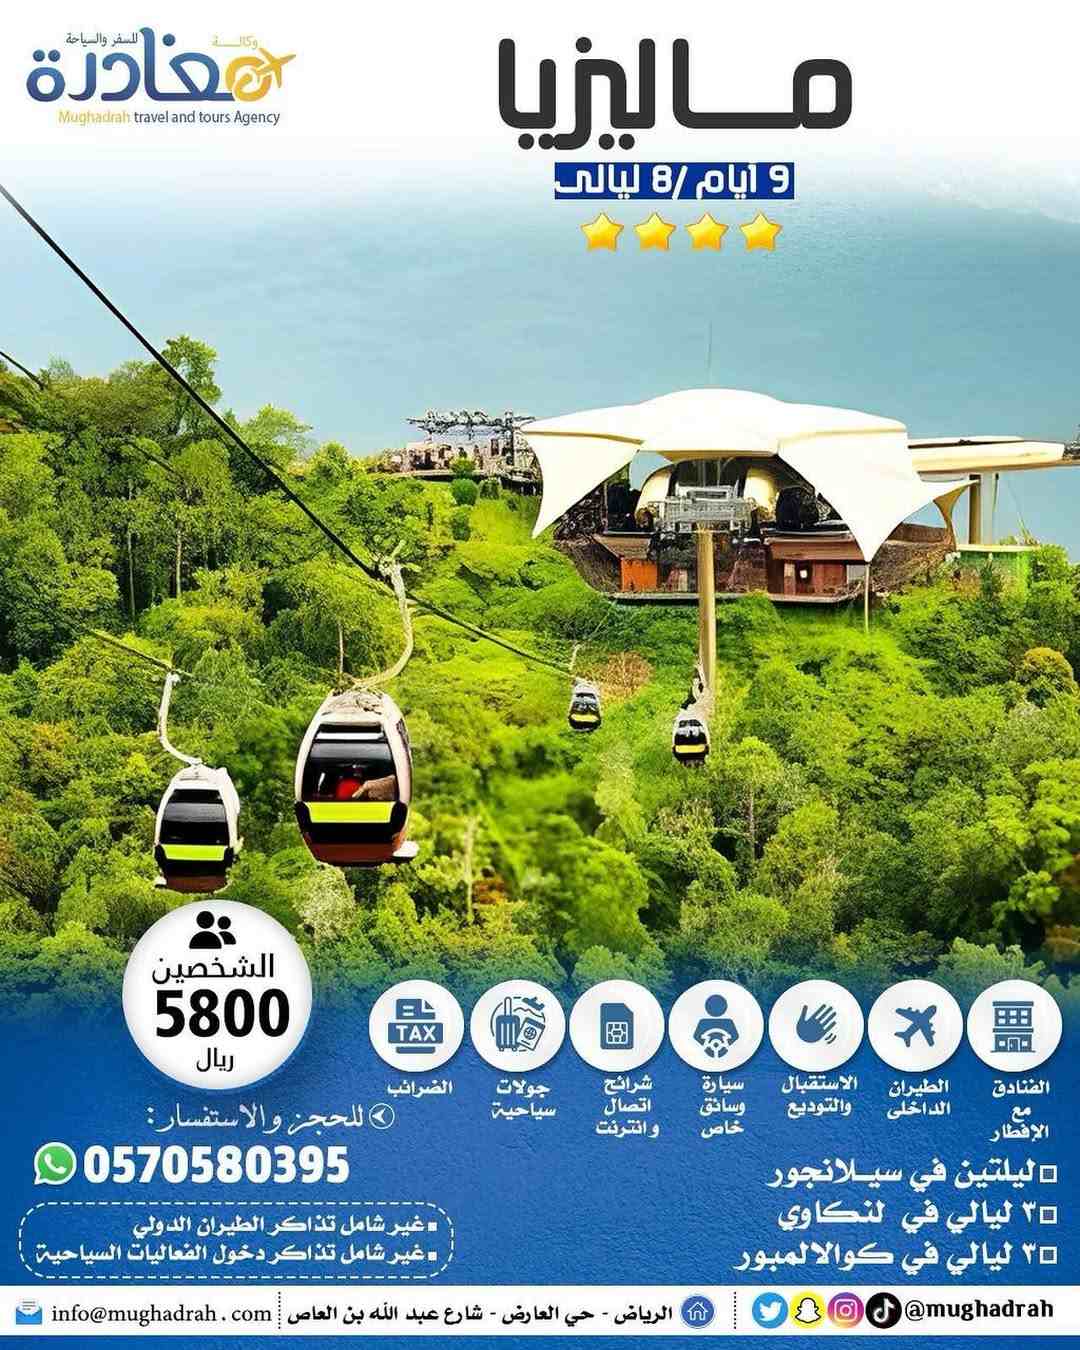 وكالة
للسفر والسياحة
مغادرة
Mughadrah travel and tours Agency
ماليزيا
9 أيام /8 ليالى
الشخصين
5800
ريال
TAX
الضرائب
جولات
سياحية
شرائح
اتصال
وانترنت
سيارة
وسائق
خاص
الاستقبال
والتوديع
الطيران
الداخلى
الفنادق
مع
الإفطار
للحجز والاستفسار:
0570580395
غير شامل تذاكر الطيران الدولي
غير شامل تذاكر دخول الفعاليات السياحية
ليلتين في سيلانجور
٣ ليالي في لنكاوي
٣ ليالي في كوالالمبور
info@mughadrah . com
الرياض - حي العارض - شارع عبد الله بن العاص
@mughadrah